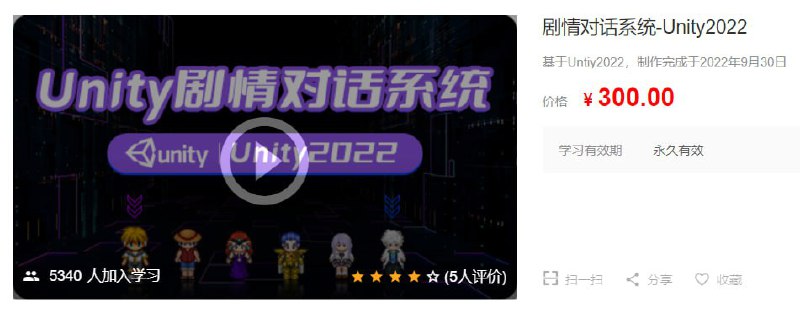 Unity剧情对话系统
unity | Unity2022
5340 人加入学习
(5人评价)
剧情对话系统-Unity2022
基于Untiy2022，制作完成于2022年9月30日
价格 ¥ 300.00
学习有效期 永久有效
扫一扫 分享 收藏